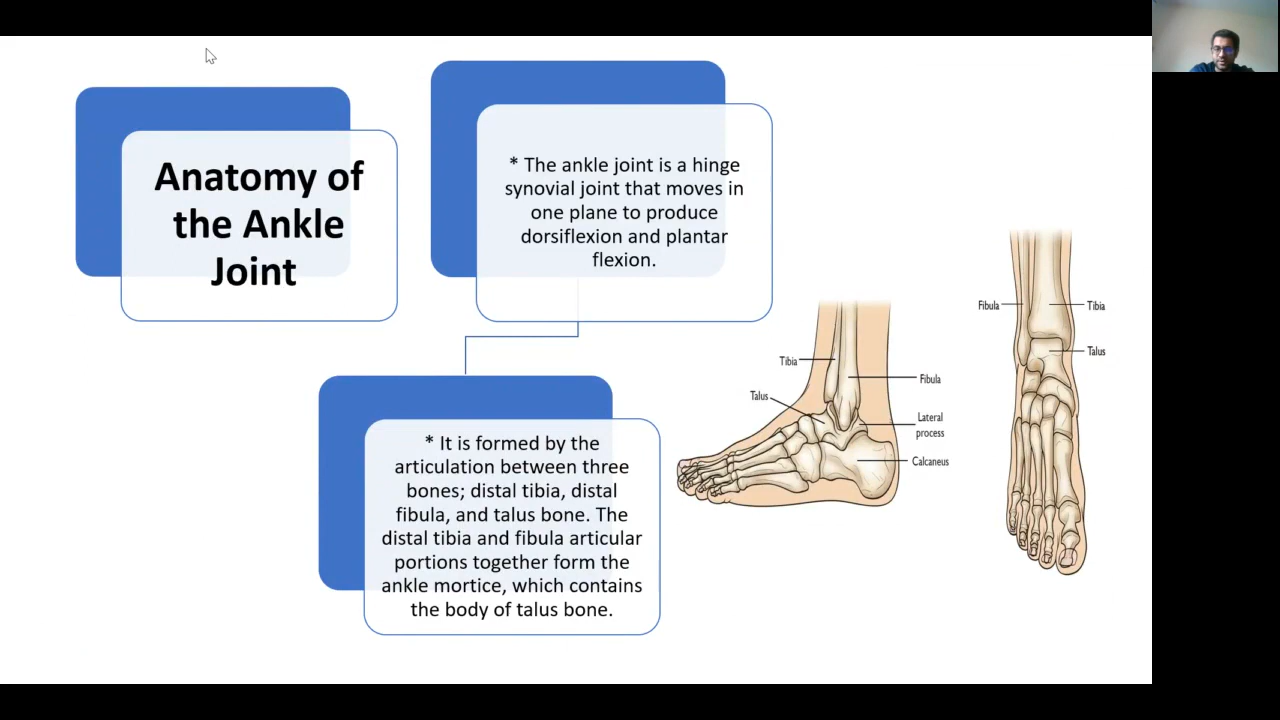 Anatomy of
the Ankle
Joint
* The ankle joint is a hinge
synovial joint that moves in
one plane to produce
dorsiflexion and plantar
flexion.
* It is formed by the
articulation between three
bones; distal tibia, distal
fibula, and talus bone. The
distal tibia and fibula articular
portions together form the
ankle mortice, which contains
the body of talus bone.
Tibia
Talus
Fibula
Lateral
process
Calcaneus
Fibula
Tibia
Talus